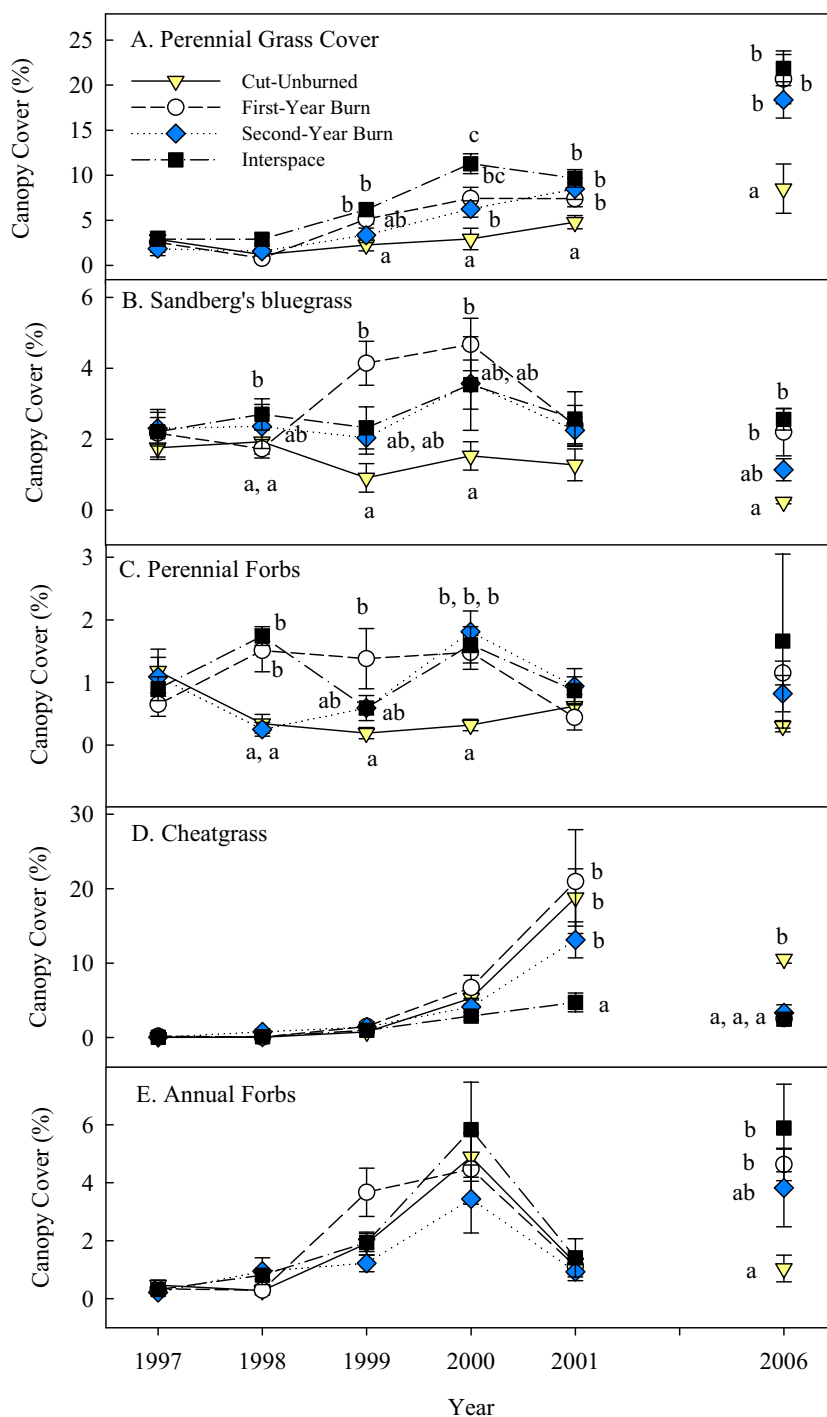 A. Perennial Grass Cover
Cut-Unburned
First-Year Burn
Second-Year Burn
Interspace
Canopy Cover (%)
25
20
15
10
5
0
b
b
ab
a
c
bc
b
a
b
b
b
a
b
b
b
a
B. Sandberg's bluegrass
Canopy Cover (%)
6
4
2
0
b
ab
a, a
b
ab, ab
a
b
ab, ab
a
b
b
ab
a
C. Perennial Forbs
Canopy Cover (%)
3
2
1
0
b
b
a, a
b
ab
ab
a
b, b, b
a
D. Cheatgrass
Canopy Cover (%)
30
20
10
0
b
b
b
a
b
a, a, a
E. Annual Forbs
Canopy Cover (%)
6
4
2
0
b
b
ab
a
1997 1998 1999 2000 2001 2006
Year